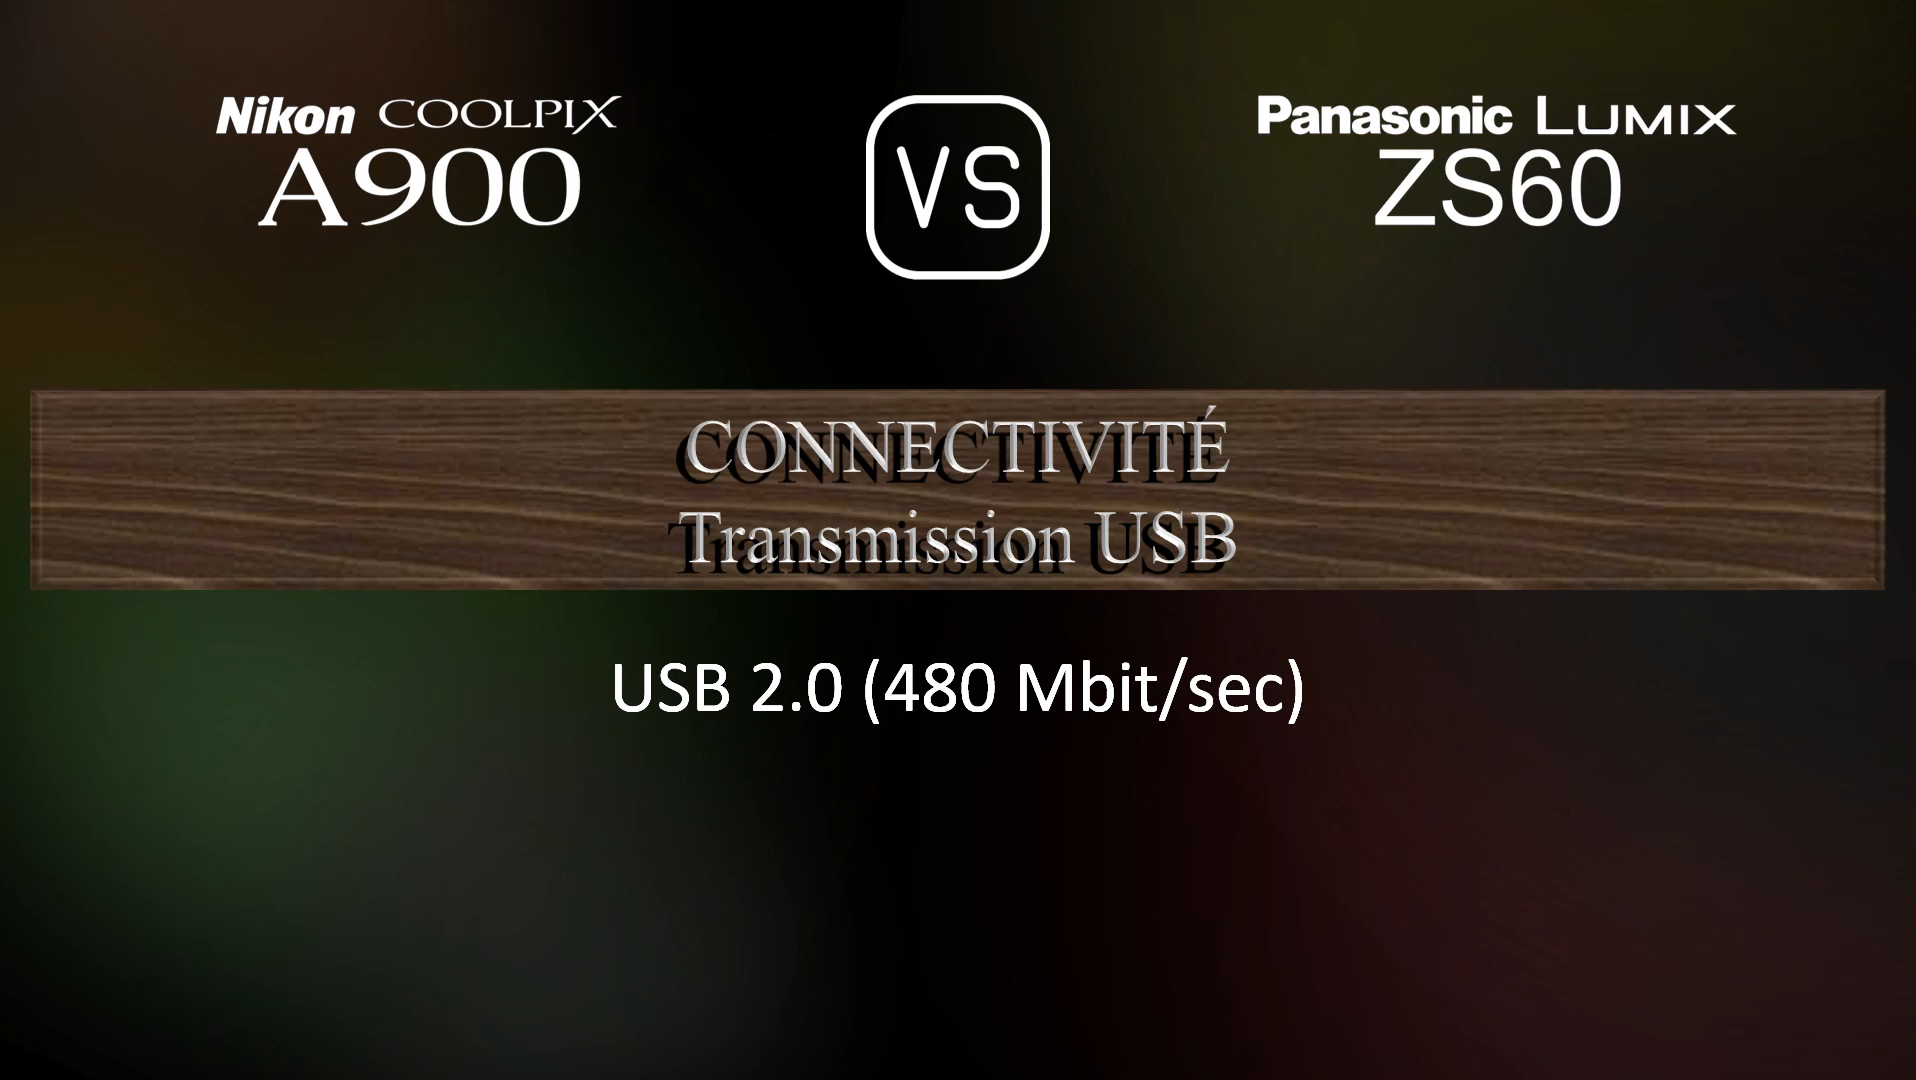 Nikon COOLPIX
A900
VS
Panasonic LUMIX
ZS60
CONNECTIVITÉ
Transmission USB
USB 2.0 (480 Mbit/sec)